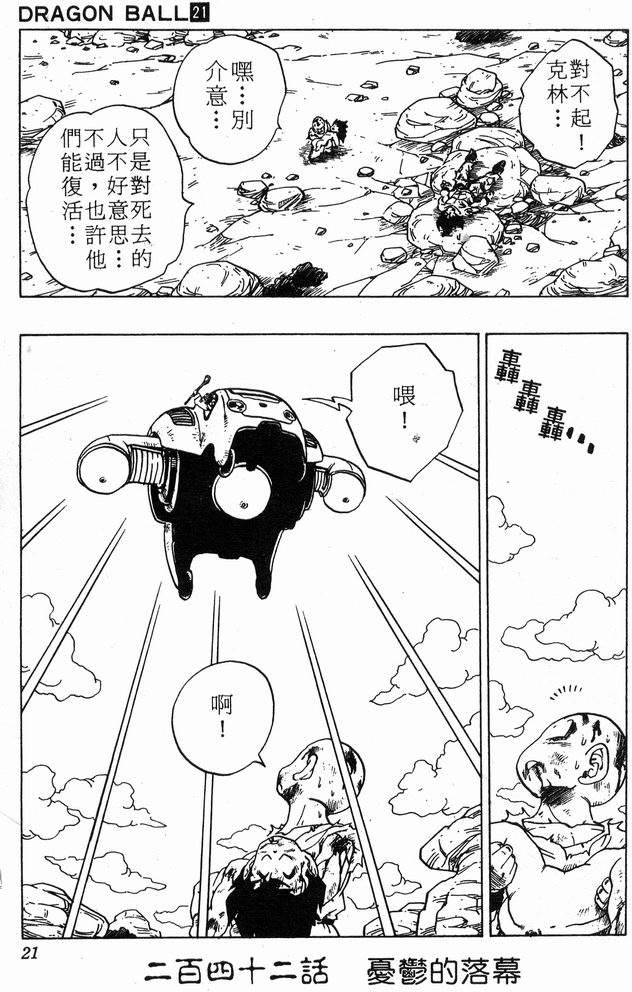 DRAGON BALL 21
對不起！
克林…
嘿…別
介意…
只是對死去的
人不好意思…
不過，也許他
們能復活…
轟轟轟…
喂！
啊！
21
二百四十二話　憂鬱的落幕